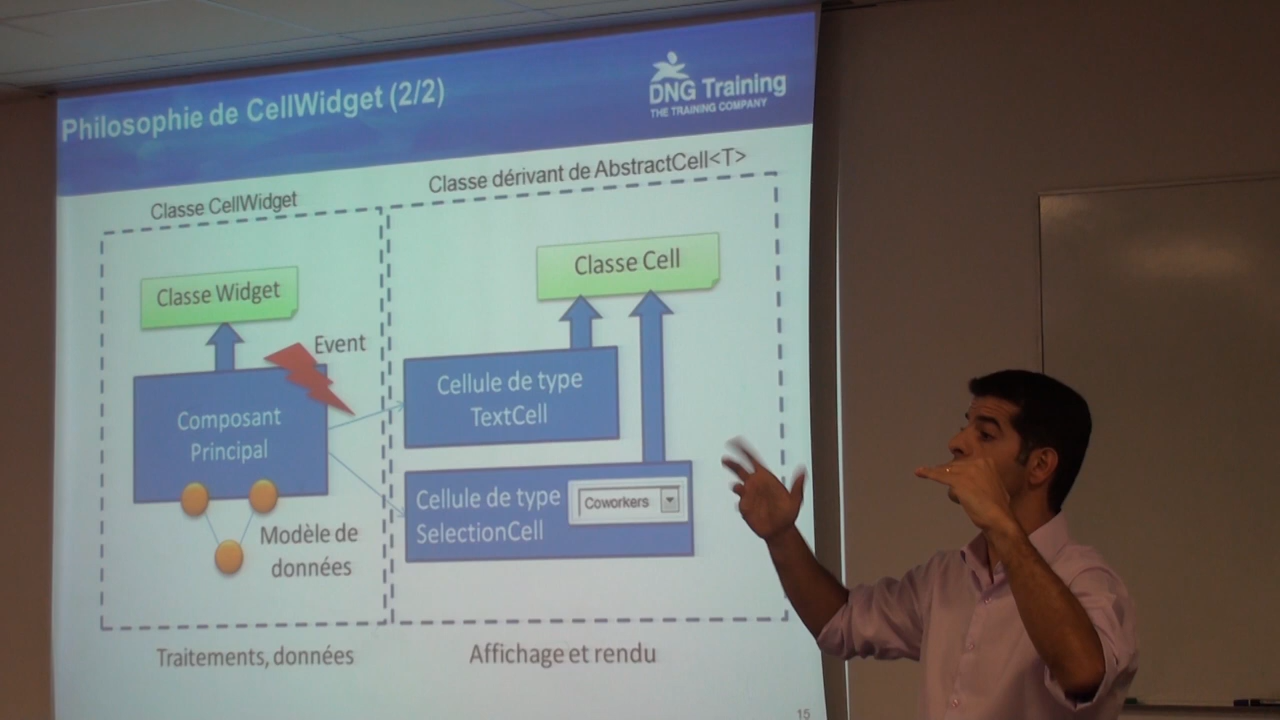 Philosophie de CellWidget (2/2)
DNG Training
THE TRAINING COMPANY
Classe CellWidget
Classe dérivant de AbstractCell<T>
Classe Widget
Classe Cell
Event
Composant
Principal
Cellule de type
TextCell
Cellule de type
SelectionCell
Coworkers
Modèle de
données
Traitements, données
Affichage et rendu
15